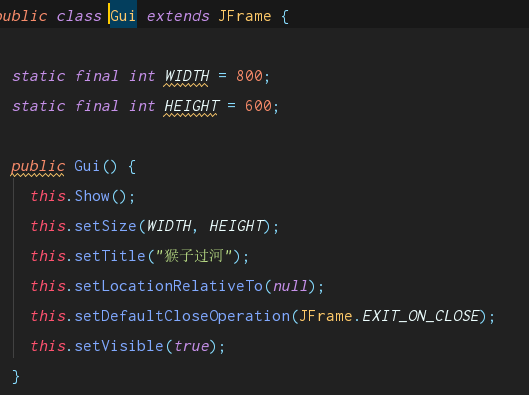 public class Gui extends JFrame {
static final int WIDTH = 800;
static final int HEIGHT = 600;
public Gui() {
this.Show();
this.setSize(WIDTH, HEIGHT);
this.setTitle("猴子过河");
this.setLocationRelativeTo(null);
this.setDefaultCloseOperation(JFrame.EXIT_ON_CLOSE);
this.setVisible(true);
}